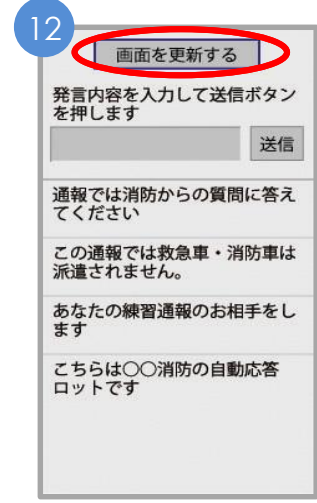 12
画面を更新する
発言内容を入力して送信ボタン
を押します
送信
通報では消防からの質問に答え
てください
この通報では救急車・消防車は
派遣されません。
あなたの練習通報のお相手をし
ます
こちらは〇〇消防の自動応答
ロットです